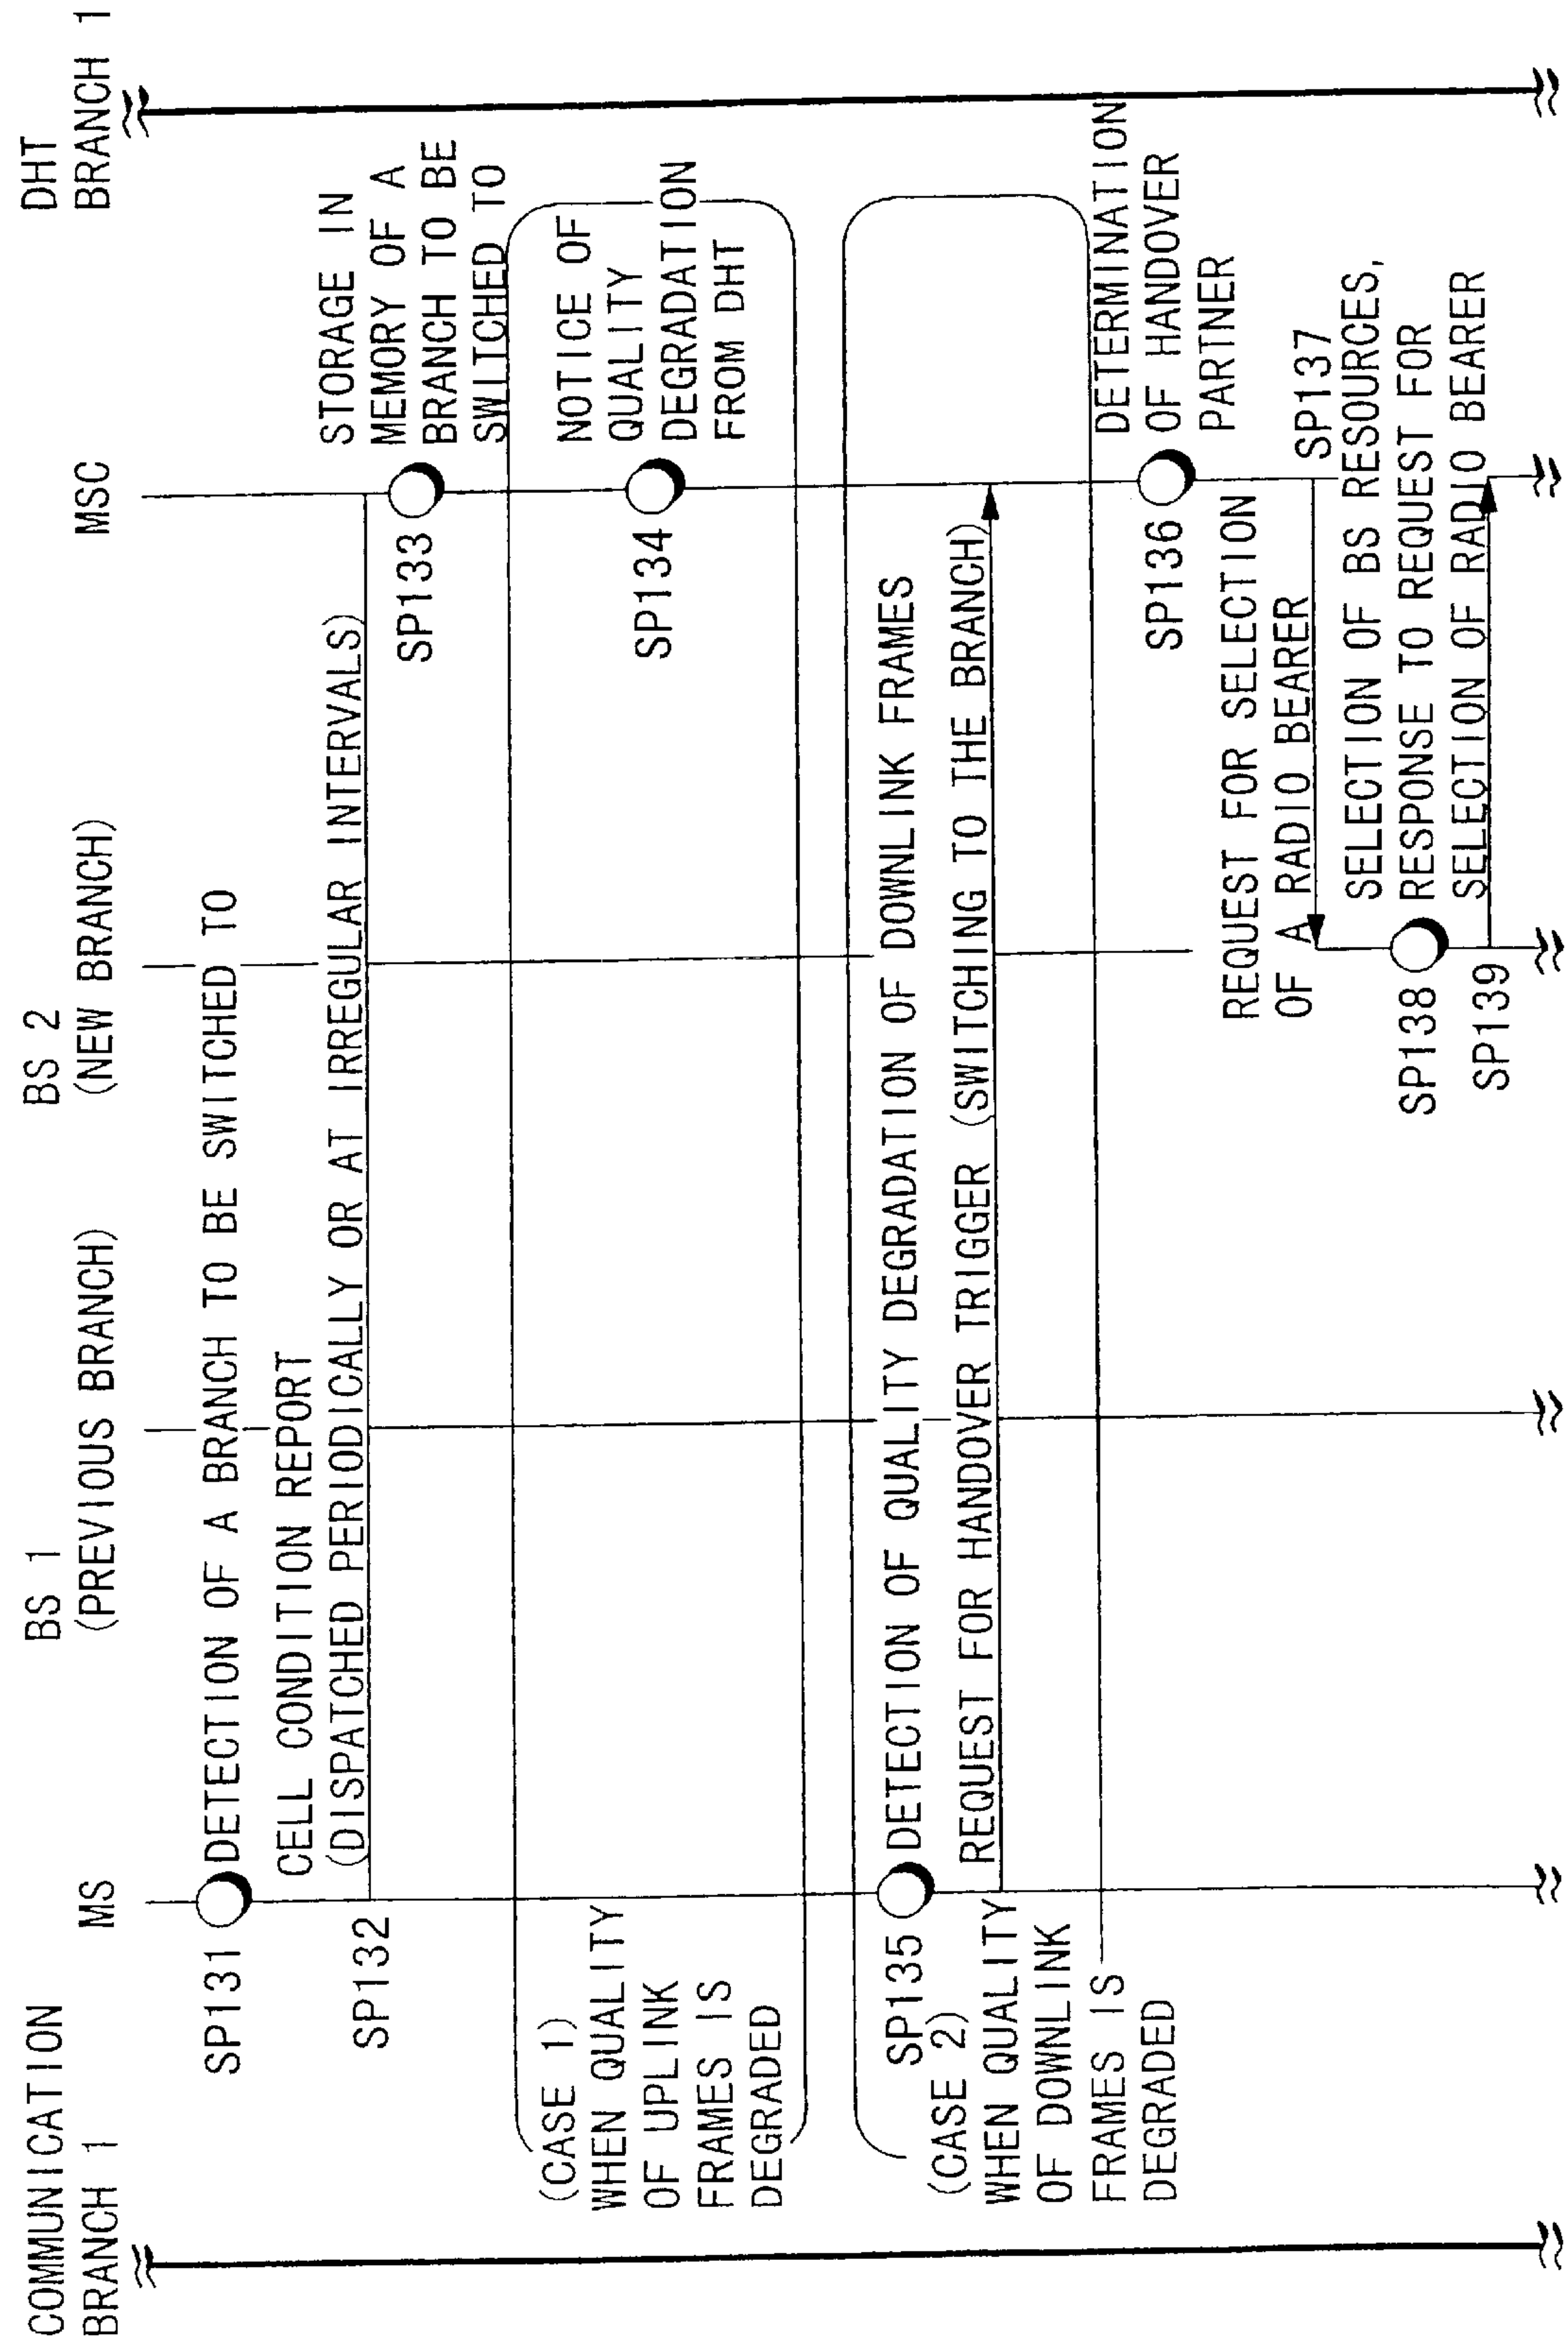 COMMUNICATION
BRANCH 1
MS
BS 1
(PREVIOUS BRANCH)
BS 2
(NEW BRANCH)
MSC
DHT
BRANCH 1
SP131
DETECTION OF A BRANCH TO BE SWITCHED TO
CELL CONDITION REPORT
(DISPATCHED PERIODICALLY OR AT IRREGULAR INTERVALS)
SP132
SP133
STORAGE IN
MEMORY OF A
BRANCH TO BE
SWITCHED TO
(CASE 1)
WHEN QUALITY
OF UPLINK
FRAMES IS
DEGRADED
SP134
NOTICE OF
QUALITY
DEGRADATION
FROM DHT
SP135
DETECTION OF QUALITY DEGRADATION OF DOWNLINK FRAMES
(CASE 2)
WHEN QUALITY
OF DOWNLINK
FRAMES IS
DEGRADED
REQUEST FOR HANDOVER TRIGGER (SWITCHING TO THE BRANCH)
SP136
DETERMINATION
OF HANDOVER
PARTNER
REQUEST FOR SELECTION
OF A RADIO BEARER
SP137
SP138
SELECTION OF BS RESOURCES,
RESPONSE TO REQUEST FOR
SELECTION OF RADIO BEARER
SP139